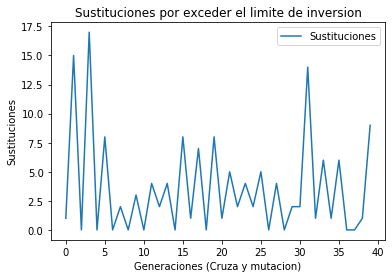 Sustituciones por exceder el limite de inversion
Sustituciones
17.5
15.0
12.5
10.0
7.5
5.0
2.5
0.0
Sustituciones
0 5 10 15 20 25 30 35 40
Generaciones (Cruza y mutacion)